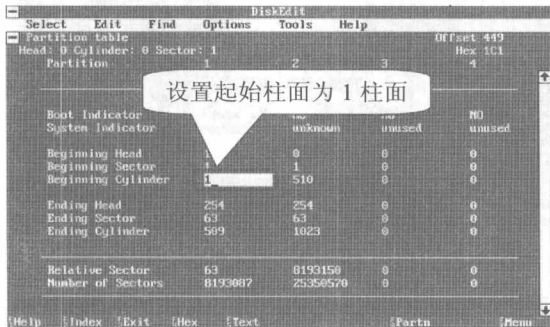 DiskEdit
Select Edit Find Options Tools Help
Partition table Offset 449
Head: 0 Cylinder: 0 Sector: 1 Hex 1C1
Partition 1 2 3 4
设置起始柱面为 1 柱面
Boot Indicator NO
System Indicator unknown unused unused
Beginning Head 1 0 0 0
Beginning Sector 1 1 0 0
Beginning Cylinder 1_ 510 0 0
Ending Head 254 254 0 0
Ending Sector 63 63 0 0
Ending Cylinder 509 1023 0 0
Relative Sector 63 8193150 0 0
Number of Sectors 8193087 25350570 0 0
Help Index Exit Hex Text Partn Menu